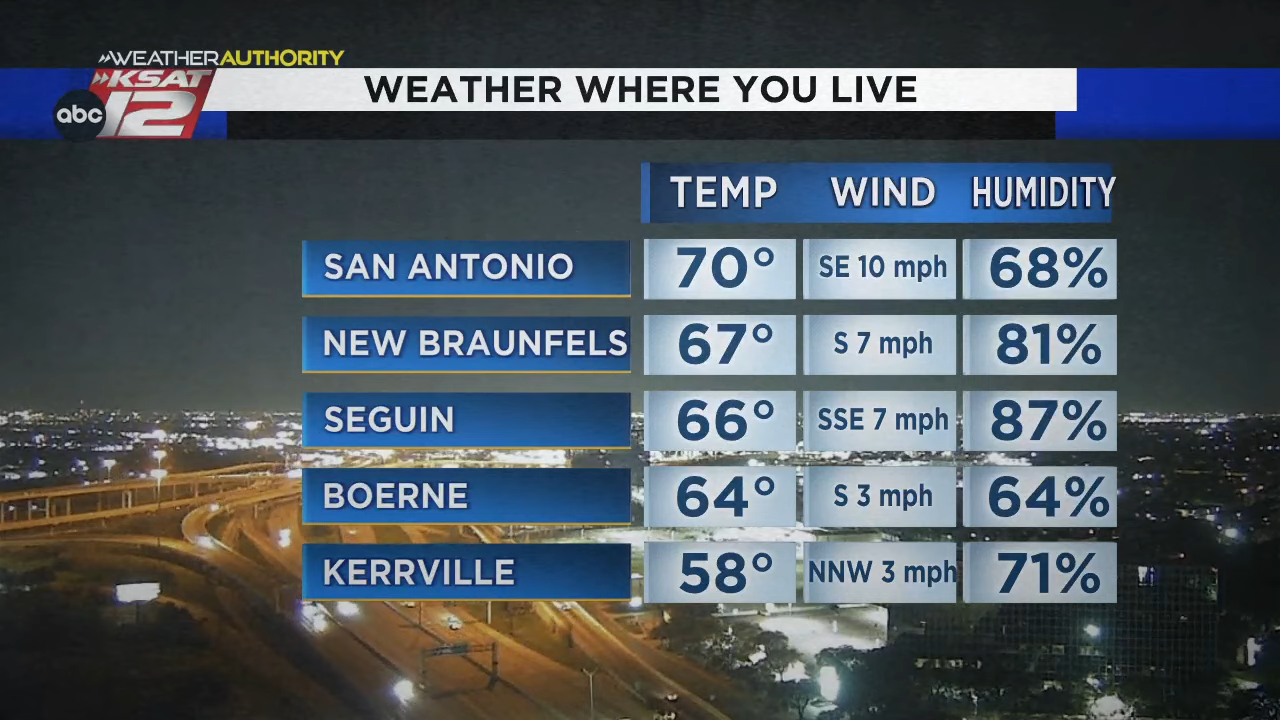 WEATHERAUTHORITY
KSAT
abc 12
WEATHER WHERE YOU LIVE
TEMP WIND HUMIDITY
SAN ANTONIO 70° SE 10 mph 68%
NEW BRAUNFELS 67° S 7 mph 81%
SEGUIN 66° SSE 7 mph 87%
BOERNE 64° S 3 mph 64%
KERRVILLE 58° NNW 3 mph 71%